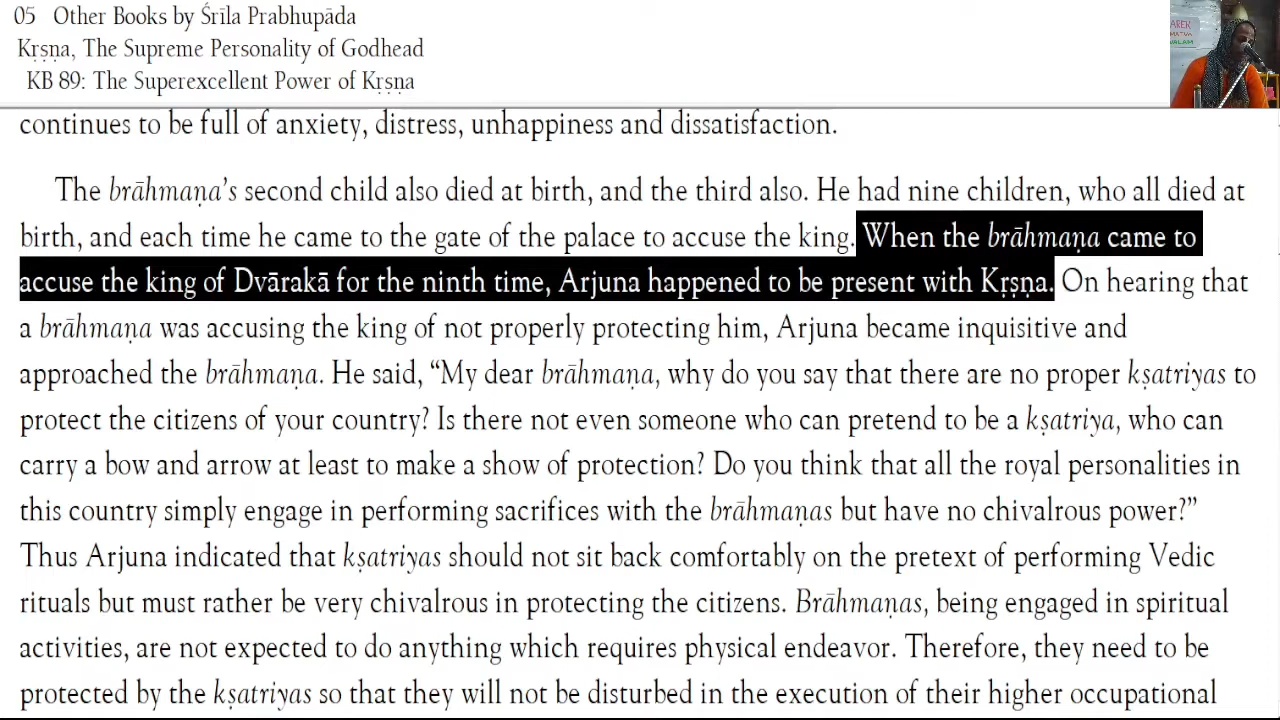 05 Other Books by Śrīla Prabhupāda
Kṛṣṇa, The Supreme Personality of Godhead
KB 89: The Superexcellent Power of Kṛṣṇa
continues to be full of anxiety, distress, unhappiness and dissatisfaction.
The brāhmaṇa's second child also died at birth, and the third also. He had nine children, who all died at
birth, and each time he came to the gate of the palace to accuse the king. When the brāhmaṇa came to
accuse the king of Dvārakā for the ninth time, Arjuna happened to be present with Kṛṣṇa. On hearing that
a brāhmaṇa was accusing the king of not properly protecting him, Arjuna became inquisitive and
approached the brāhmaṇa. He said, “My dear brāhmaṇa, why do you say that there are no proper kṣatriyas to
protect the citizens of your country? Is there not even someone who can pretend to be a kṣatriya, who can
carry a bow and arrow at least to make a show of protection? Do you think that all the royal personalities in
this country simply engage in performing sacrifices with the brāhmaṇas but have no chivalrous power?”
Thus Arjuna indicated that kṣatriyas should not sit back comfortably on the pretext of performing Vedic
rituals but must rather be very chivalrous in protecting the citizens. Brāhmaṇas, being engaged in spiritual
activities, are not expected to do anything which requires physical endeavor. Therefore, they need to be
protected by the kṣatriyas so that they will not be disturbed in the execution of their higher occupational